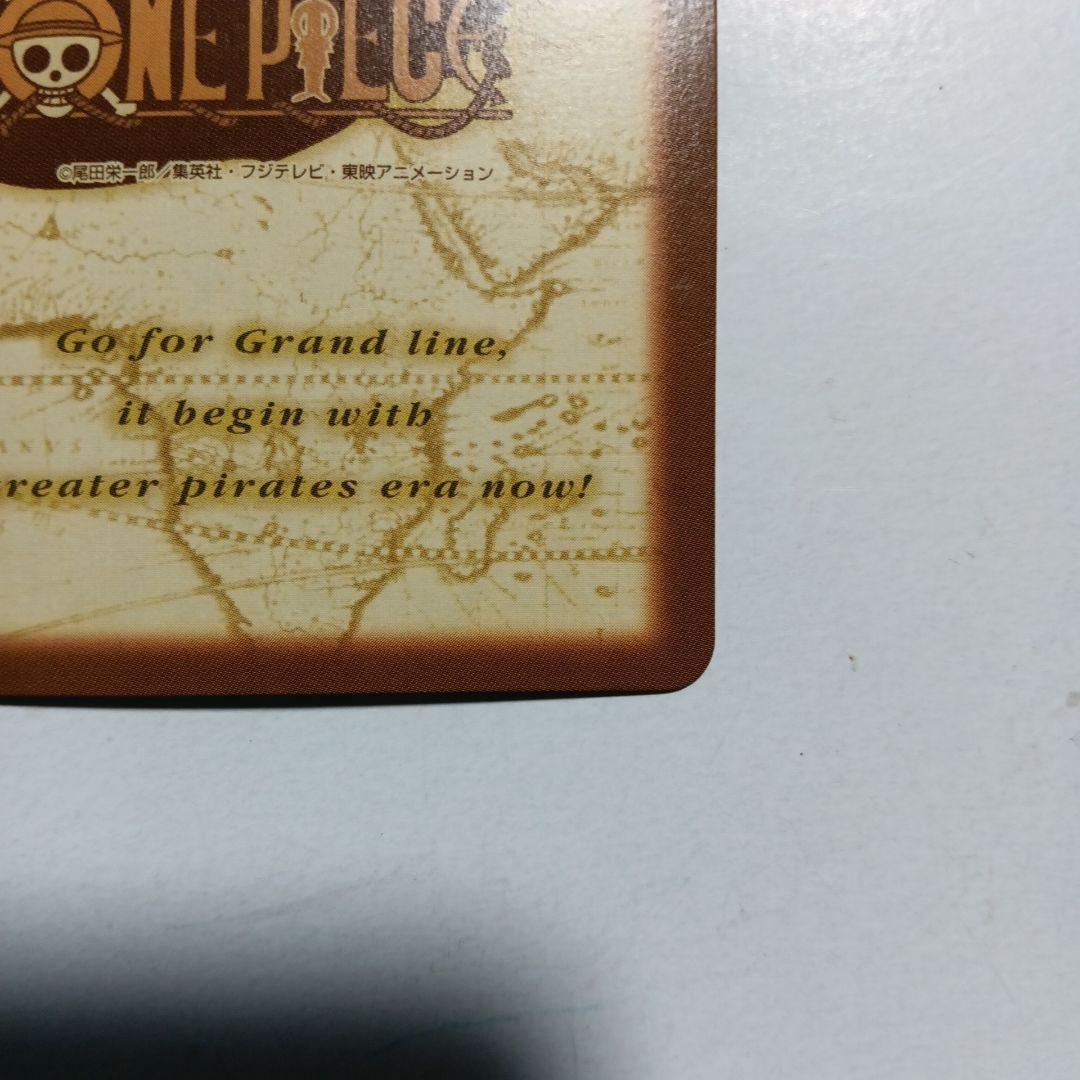 ONE PIECE
©尾田栄一郎／集英社・フジテレビ・東映アニメーション
Go for Grand line,
it begin with
reater pirates era now!